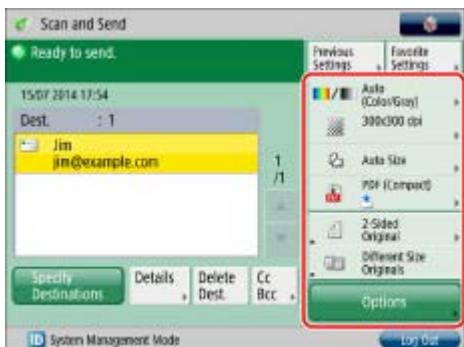 Scan and Send
Ready to send.
Previous Settings
Favorite Settings
15/07 2014 17:54
Dest. : 1
Jim
jim@example.com
1
/1
Auto
(Color/Gray)
300x300 dpi
Auto Size
PDF (Compact)
2-Sided
Original
Different Size
Originals
Specify
Destinations
Details
Delete
Dest.
Cc
Bcc
Options
ID System Management Mode
Log Out